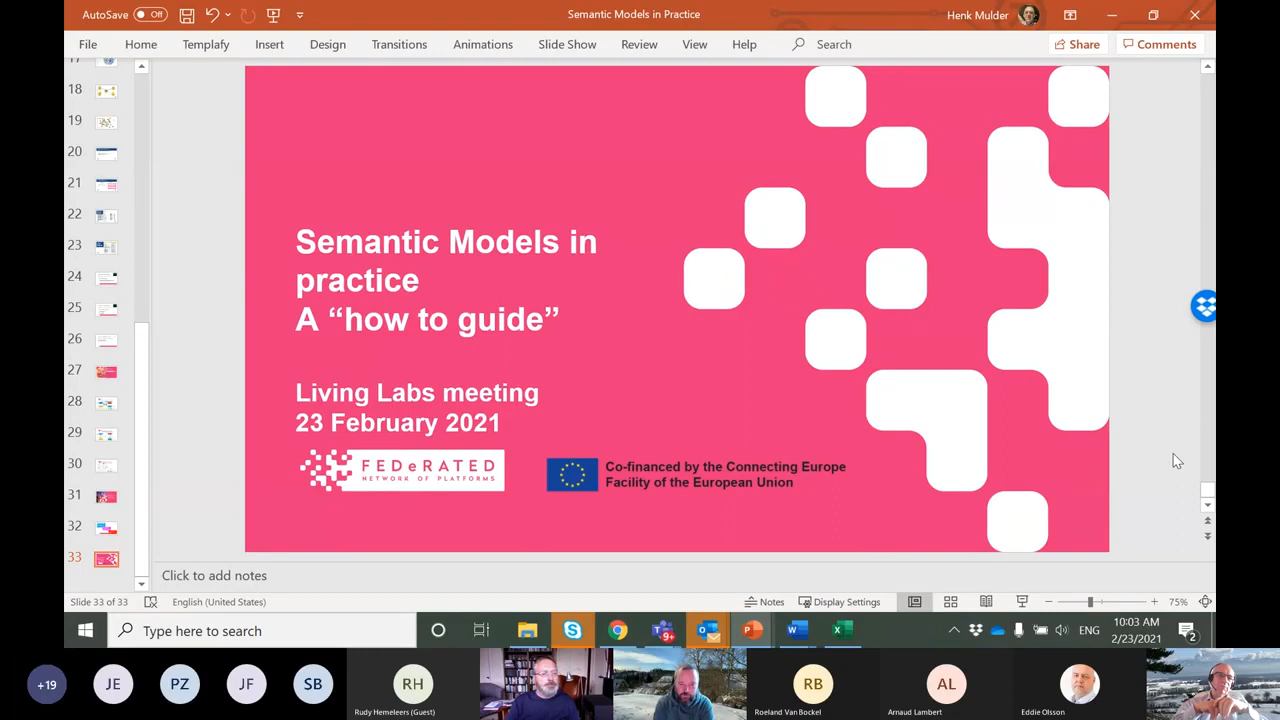 AutoSave Off
Semantic Models in Practice
Henk Mulder
File Home Templafy Insert Design Transitions Animations Slide Show Review View Help Search Share Comments
18
19
20
21
22
23
24
25
26
27
28
29
30
31
32
33
Semantic Models in
practice
A “how to guide”
Living Labs meeting
23 February 2021
FEDeRATED
NETWORK OF PLATFORMS
Co-financed by the Connecting Europe
Facility of the European Union
Click to add notes
Slide 33 of 33 English (United States) Notes Display Settings 75%
Type here to search
9+
ENG
10:03 AM
2/23/2021
2
+19
JE
PZ
JF
SB
RH
Rudy Hemeleers (Guest)
RB
Roeland Van Bockel
AL
Arnaud Lambert
Eddie Olsson